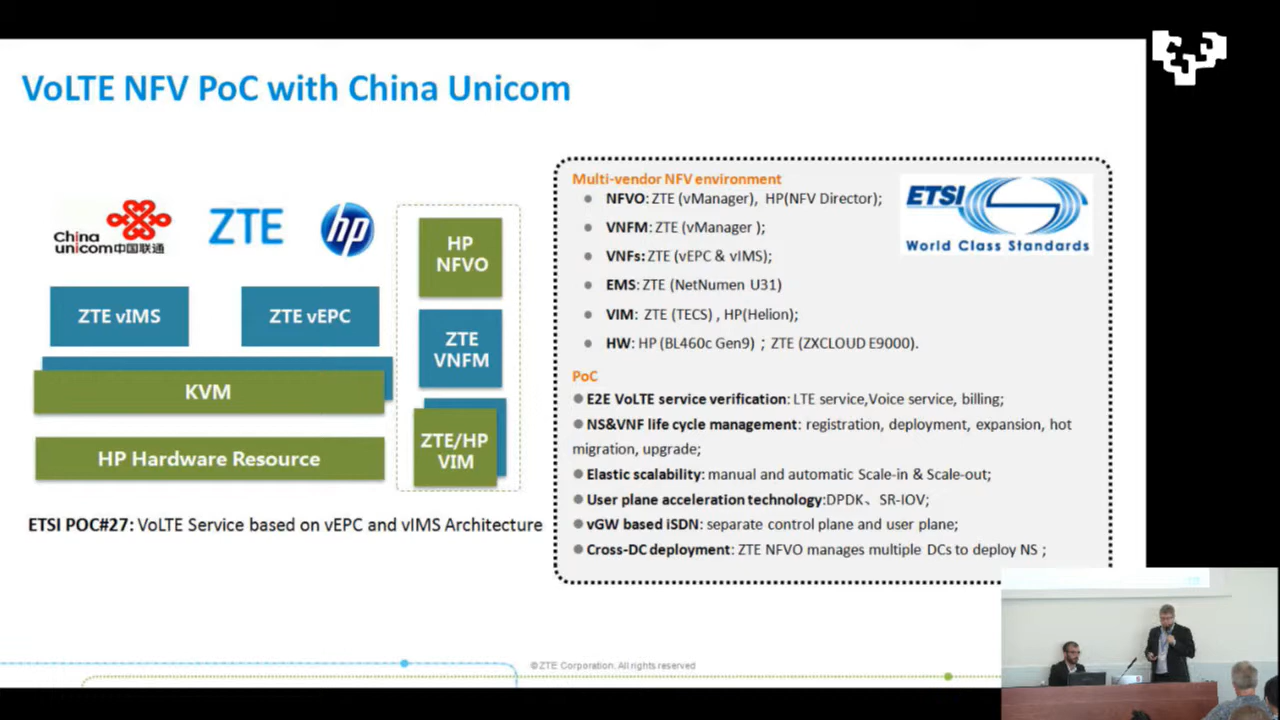 VoLTE NFV PoC with China Unicom
China
unicom中国联通
ZTE
hp
HP
NFVO
ZTE vIMS
ZTE vEPC
ZTE
VNFM
KVM
ZTE/HP
VIM
HP Hardware Resource
ETSI POC#27: VoLTE Service based on vEPC and vIMS Architecture
Multi-vendor NFV environment
NFVO: ZTE (vManager), HP(NFV Director);
VNFM: ZTE (vManager );
VNFs: ZTE (vEPC & vIMS);
EMS: ZTE (NetNumen U31)
VIM: ZTE (TECS) , HP(Helion);
HW: HP (BL460c Gen9) ; ZTE (ZXCLOUD E9000).
ETSI
World Class Standards
PoC
E2E VoLTE service verification: LTE service,Voice service, billing;
NS&VNF life cycle management: registration, deployment, expansion, hot
migration, upgrade;
Elastic scalability: manual and automatic Scale-in & Scale-out;
User plane acceleration technology:DPDK、SR-IOV;
vGW based iSDN: separate control plane and user plane;
Cross-DC deployment: ZTE NFVO manages multiple DCs to deploy NS ;
©ZTE Corporation. All rights reserved